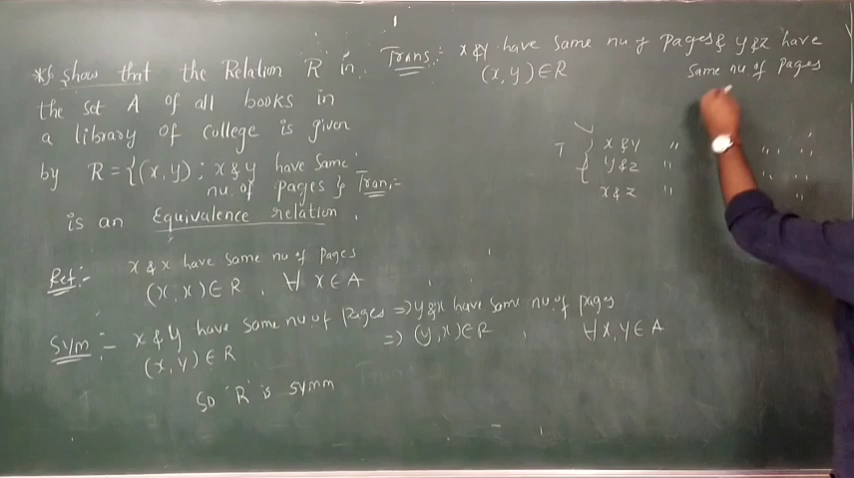 *S show that the Relation R in
the set A of all books in
a library of College is given
by R = {(x, y) ; x & y have same
nu. of pages } Tran:-
is an Equivalence relation .
Ref:- x & x have same nu of pages
(x, x) ∈ R , ∀ x ∈ A
Sym:- x & y have same nu. of pages => y & x have same nu. of pages
(x, y) ∈ R => (y, x) ∈ R , ∀ x, y ∈ A
so 'R' is symm
Trans:- x & y have same nu of pages & y & z have
(x, y) ∈ R same nu of pages
T x & y " " " "
y & z " " " "
x & z " "